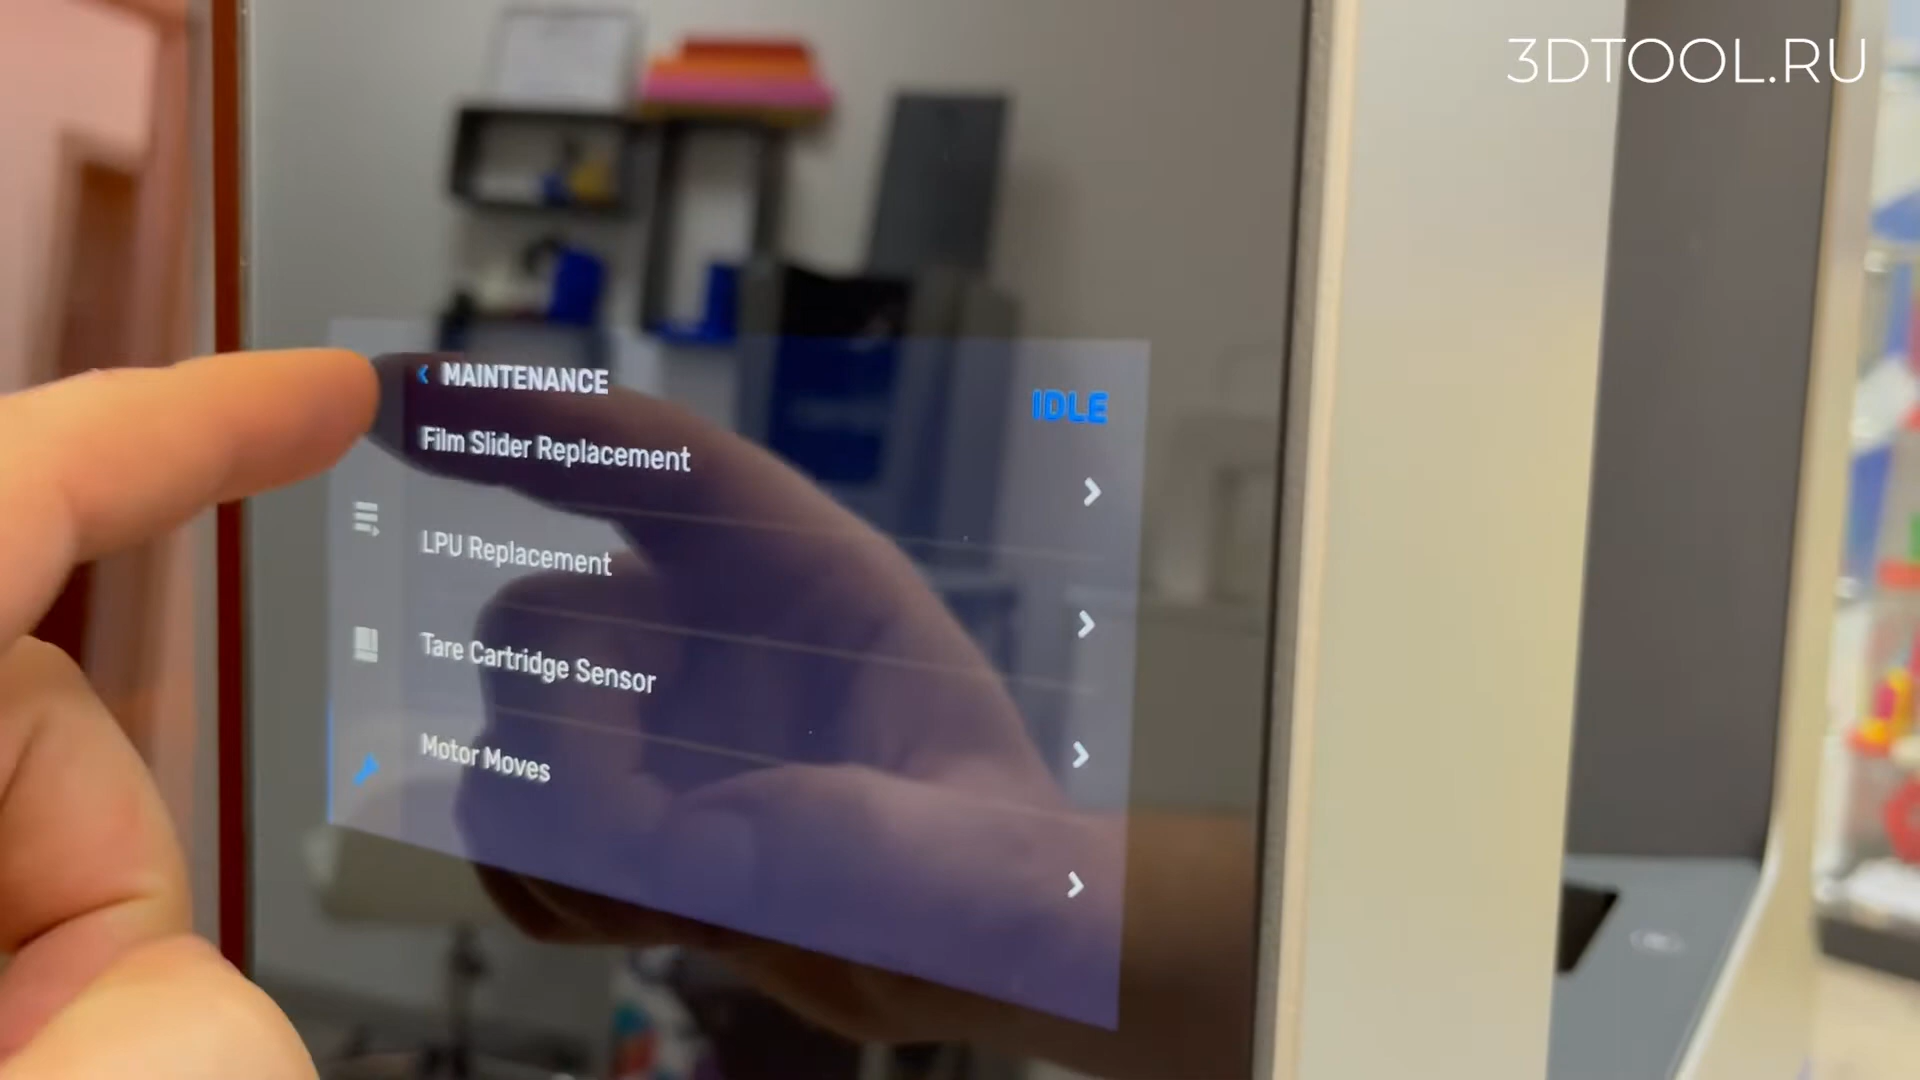 3DTOOL.RU
MAINTENANCE
IDLE
Film Slider Replacement
LPU Replacement
Tare Cartridge Sensor
Motor Moves